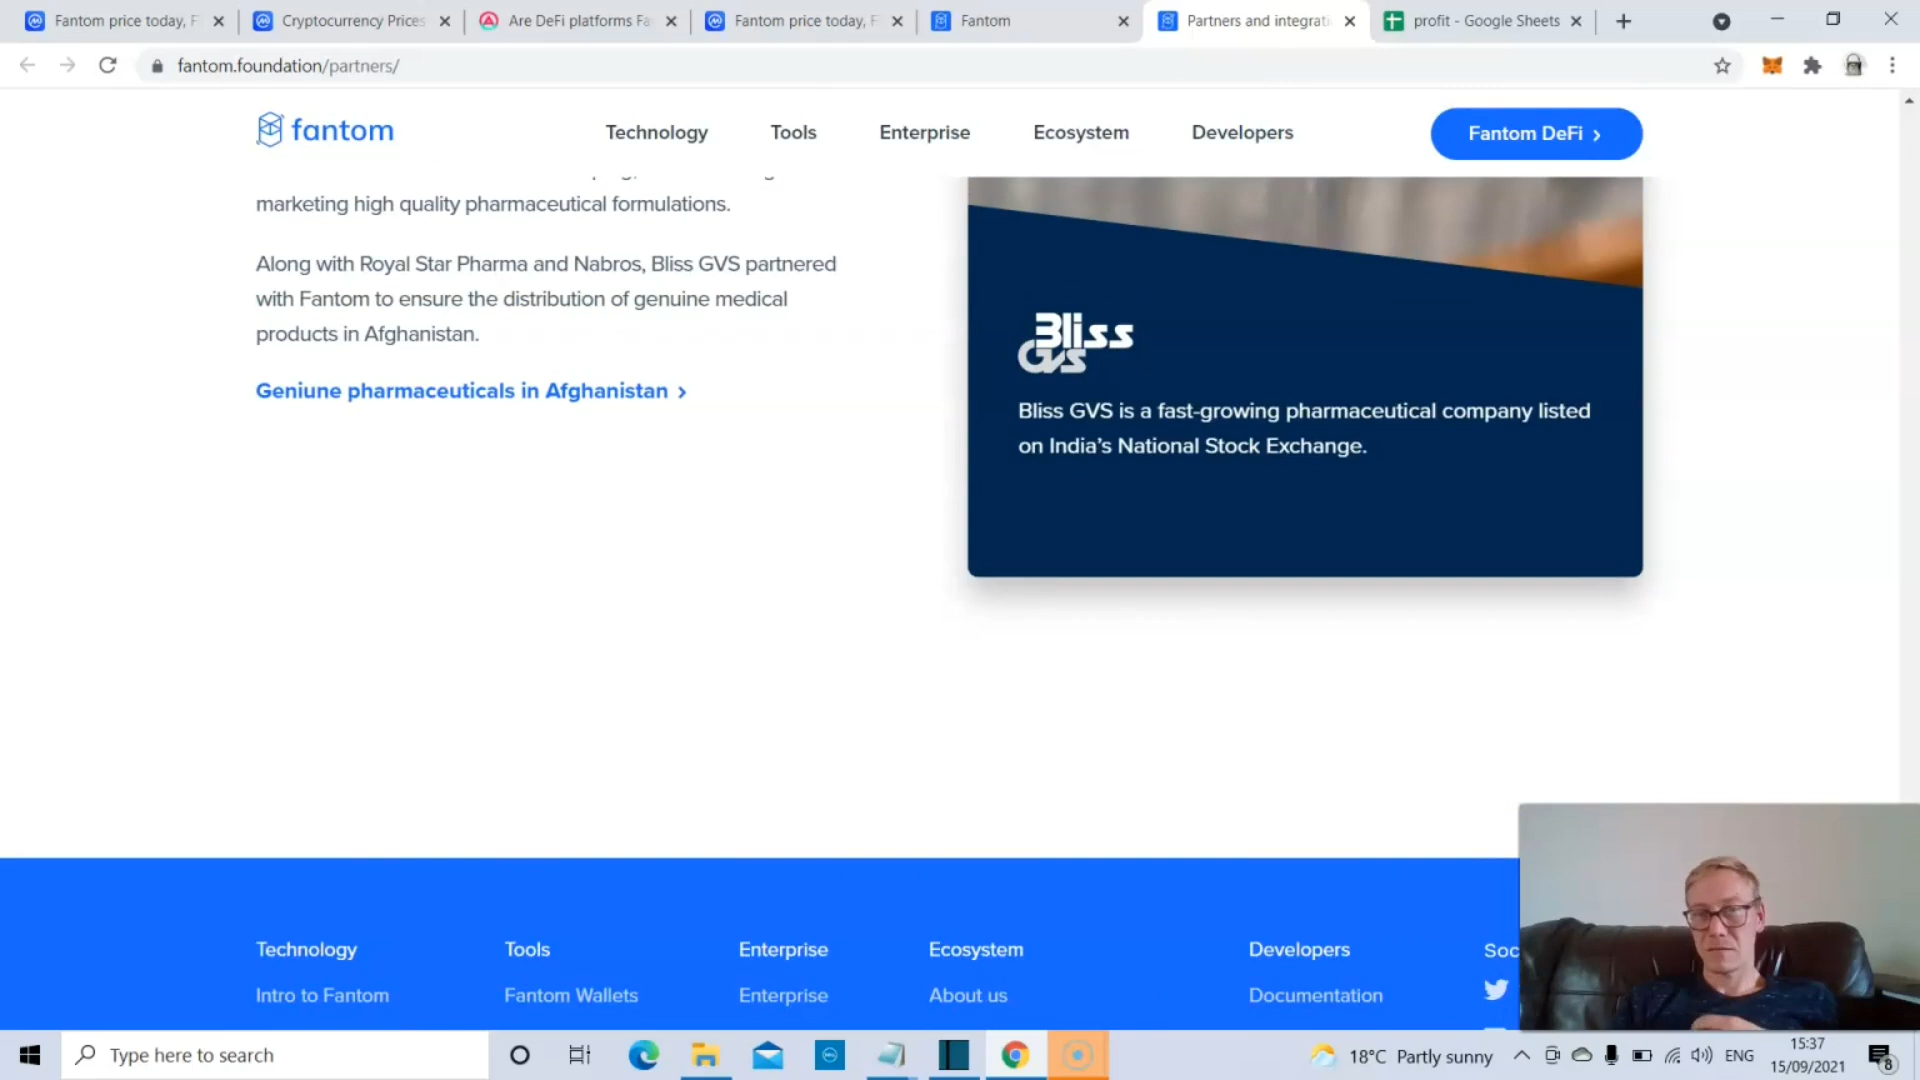 Fantom price today, F
Cryptocurrency Prices
Are DeFi platforms Fa
Fantom price today, F
Fantom
Partners and integrati
profit - Google Sheets
fantom.foundation/partners/
fantom
Technology
Tools
Enterprise
Ecosystem
Developers
Fantom DeFi
marketing high quality pharmaceutical formulations.
Along with Royal Star Pharma and Nabros, Bliss GVS partnered
with Fantom to ensure the distribution of genuine medical
products in Afghanistan.
Geniune pharmaceuticals in Afghanistan
Bliss
GVS
Bliss GVS is a fast-growing pharmaceutical company listed
on India's National Stock Exchange.
Technology
Tools
Enterprise
Ecosystem
Developers
Soc
Intro to Fantom
Fantom Wallets
Enterprise
About us
Documentation
Type here to search
18°C Partly sunny
ENG
15:37
15/09/2021
8